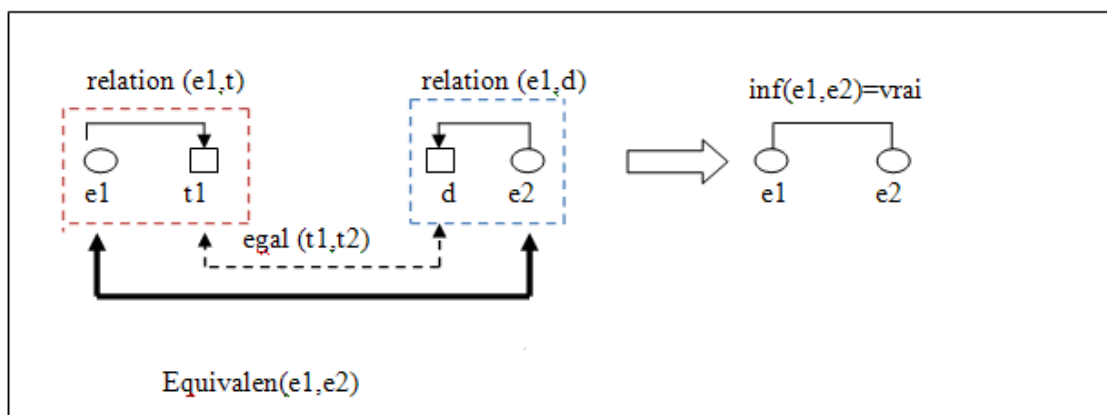 relation (e1,t) relation (e1,d) inf(e1,e2)=vrai
e1 t1 d e2 e1 e2
egal (t1,t2)
Equivalen(e1,e2)